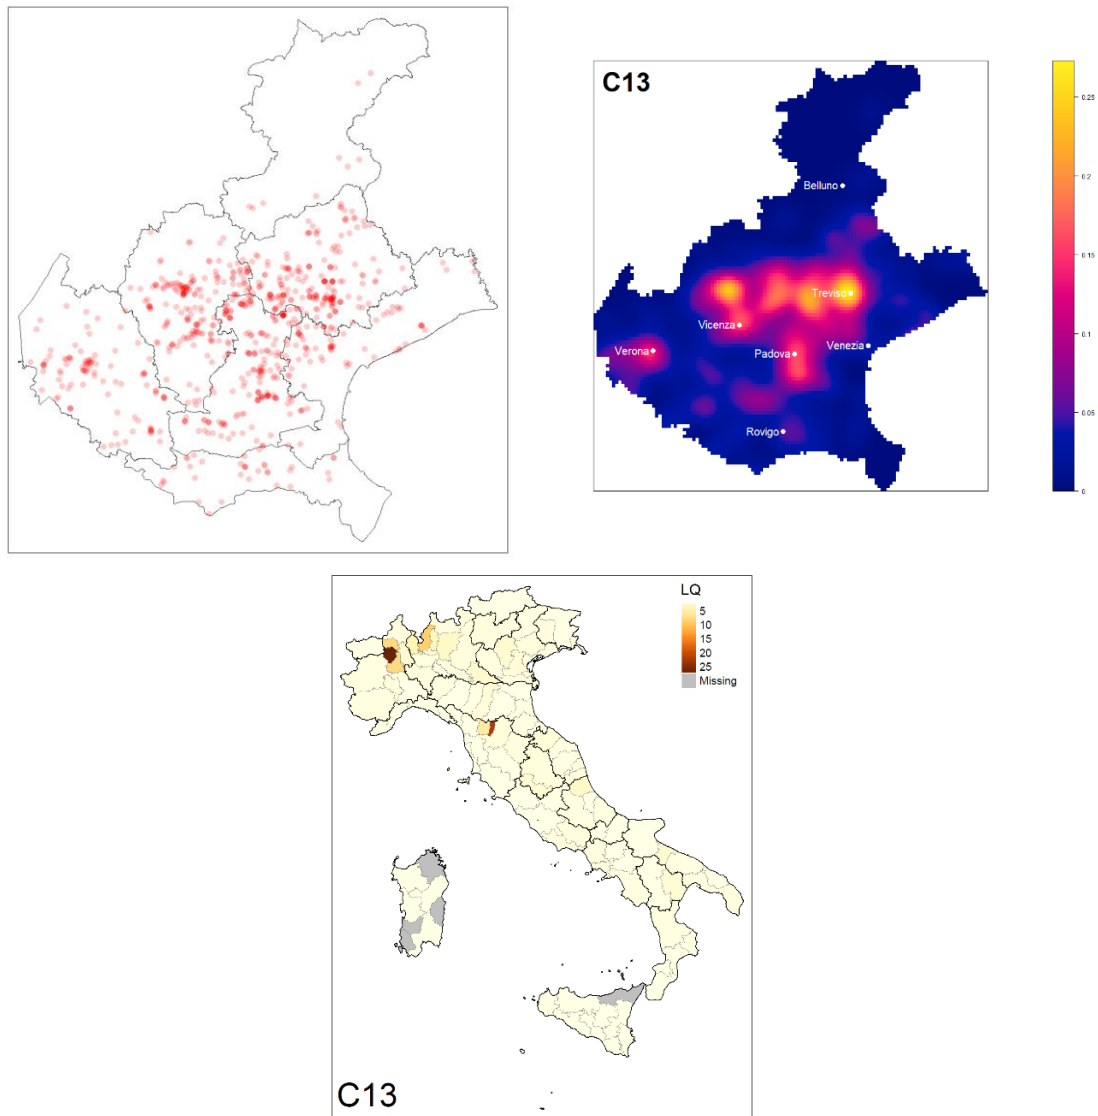 C13
0.25
0.2
0.15
0.1
0.05
0
Belluno
Treviso
Vicenza
Venezia
Verona
Padova
Rovigo
LQ
5
10
15
20
25
Missing
C13